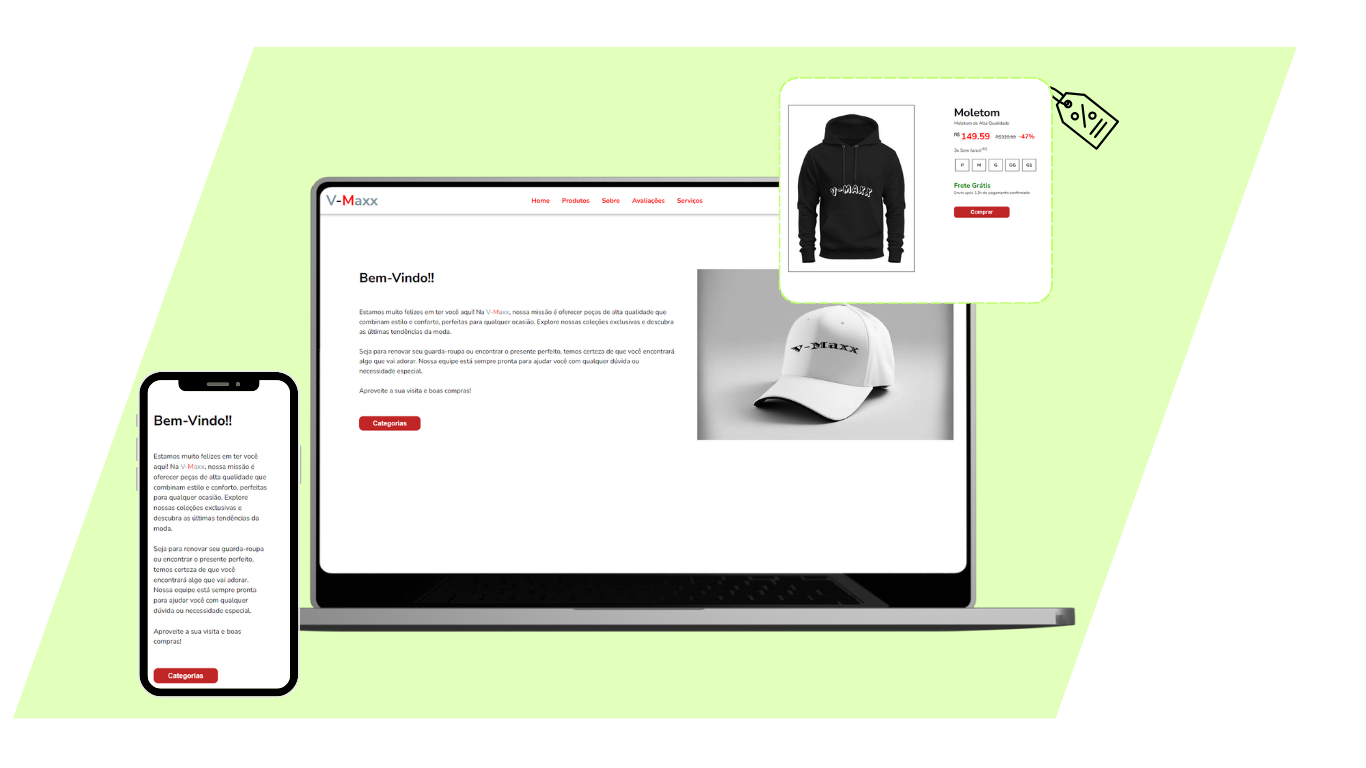 V-Maxx
Home Produtos Sobre Avaliações Serviços
Bem-Vindo!!
Estamos muito felizes em ter você aqui! Na V-Maxx, nossa missão é oferecer peças de alta qualidade que
combinam estilo e conforto, perfeitas para qualquer ocasião. Explore nossas coleções exclusivas e descubra
as últimas tendências da moda.
Seja para renovar seu guarda-roupa ou encontrar o presente perfeito, temos certeza de que você encontrará
algo que vai adorar. Nossa equipe está sempre pronta para ajudar você com qualquer dúvida ou
necessidade especial.
Aproveite a sua visita e boas compras!
Categorias
V-Maxx
V-MAXX
Moletom
Moletom de Alta Qualidade
R$ 149.59 R$320.99 -47%
P M G GG G1
Frete Grátis
Envio após 12h do pagamento confirmado
Comprar
%
Bem-Vindo!!
Estamos muito felizes em ter você
aqui! Na V-Maxx, nossa missão é
oferecer peças de alta qualidade que
combinam estilo e conforto, perfeitas
para qualquer ocasião. Explore
nossas coleções exclusivas e
descubra as últimas tendências da
moda.
Seja para renovar seu guarda-roupa
ou encontrar o presente perfeito,
temos certeza de que você
encontrará algo que vai adorar.
Nossa equipe está sempre pronta
para ajudar você com qualquer
dúvida ou necessidade especial.
Aproveite a sua visita e boas
compras!
Categorias